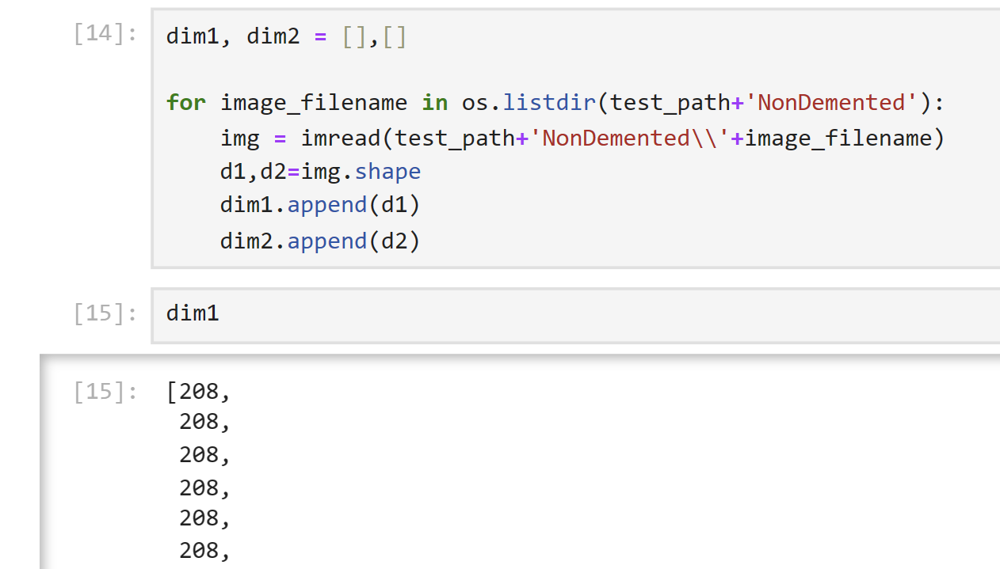 [14]: dim1, dim2 = [],[]
for image_filename in os.listdir(test_path+'NonDemented'):
    img = imread(test_path+'NonDemented\\'+image_filename)
    d1,d2=img.shape
    dim1.append(d1)
    dim2.append(d2)
[15]: dim1
[15]: [208,
 208,
 208,
 208,
 208,
 208,